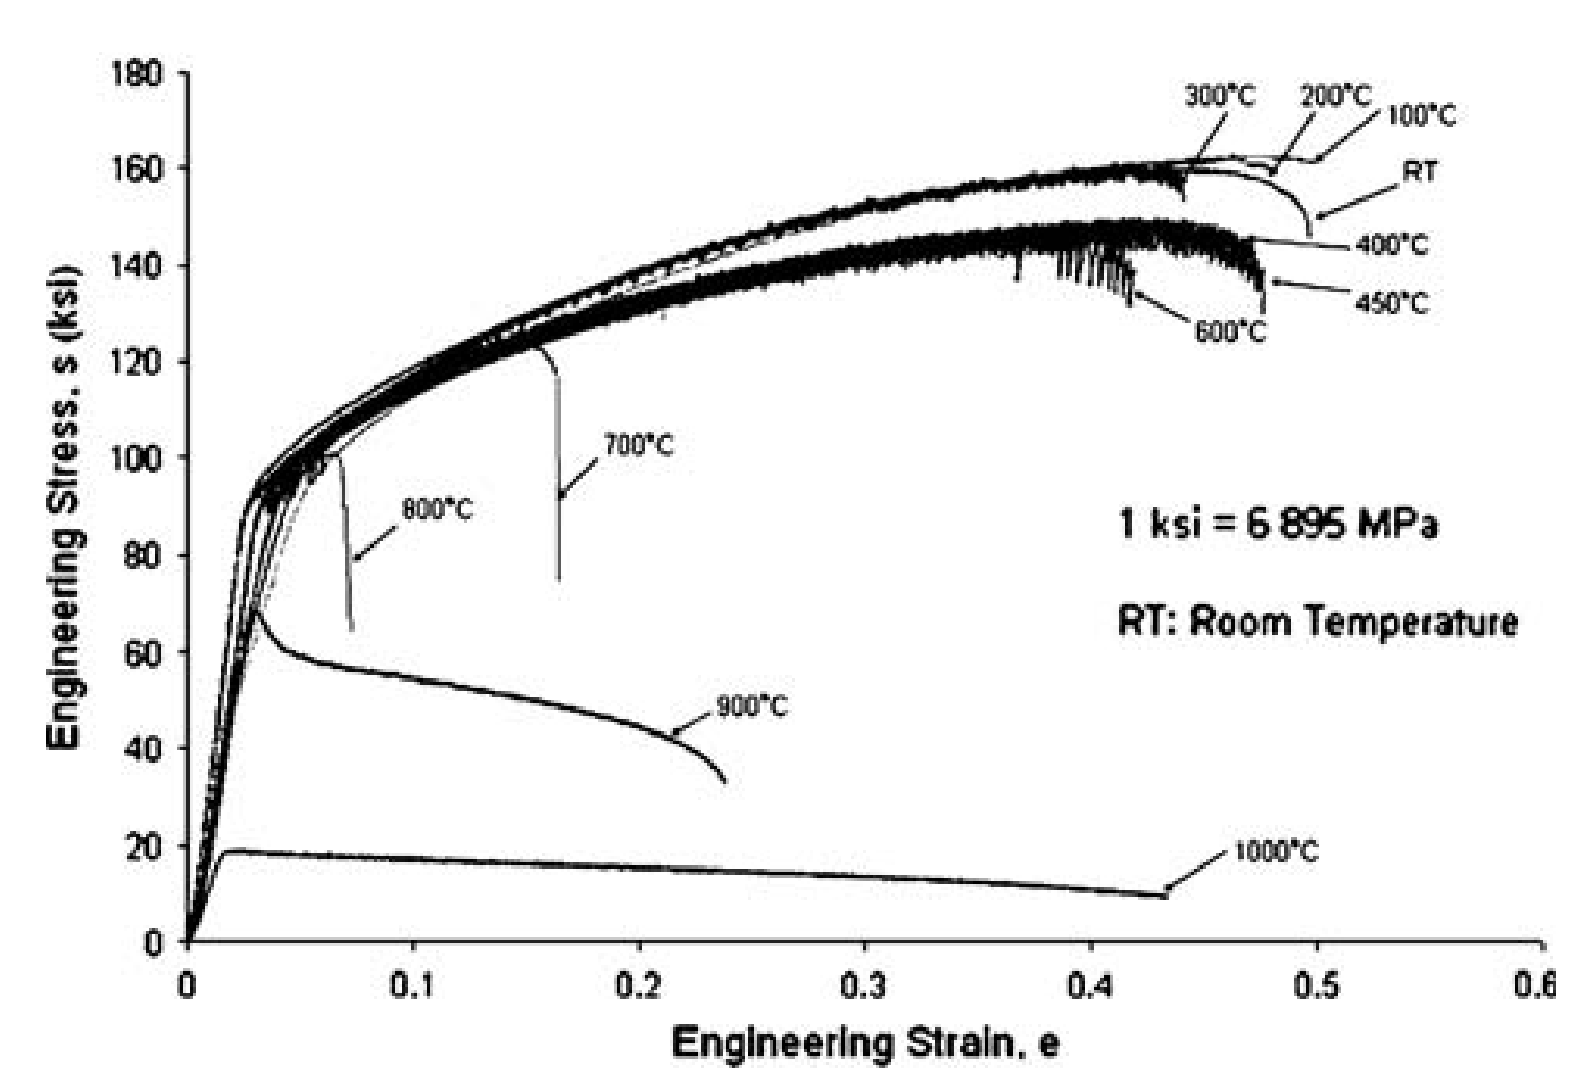 180
160
140
120
100
80
60
40
20
0
0
0.1
0.2
0.3
0.4
0.5
0.6
Engineering Stress, s (ksi)
Engineering Strain, e
300°C
200°C
100°C
RT
400°C
450°C
600°C
700°C
800°C
900°C
1000°C
1 ksi = 6 895 MPa
RT: Room Temperature